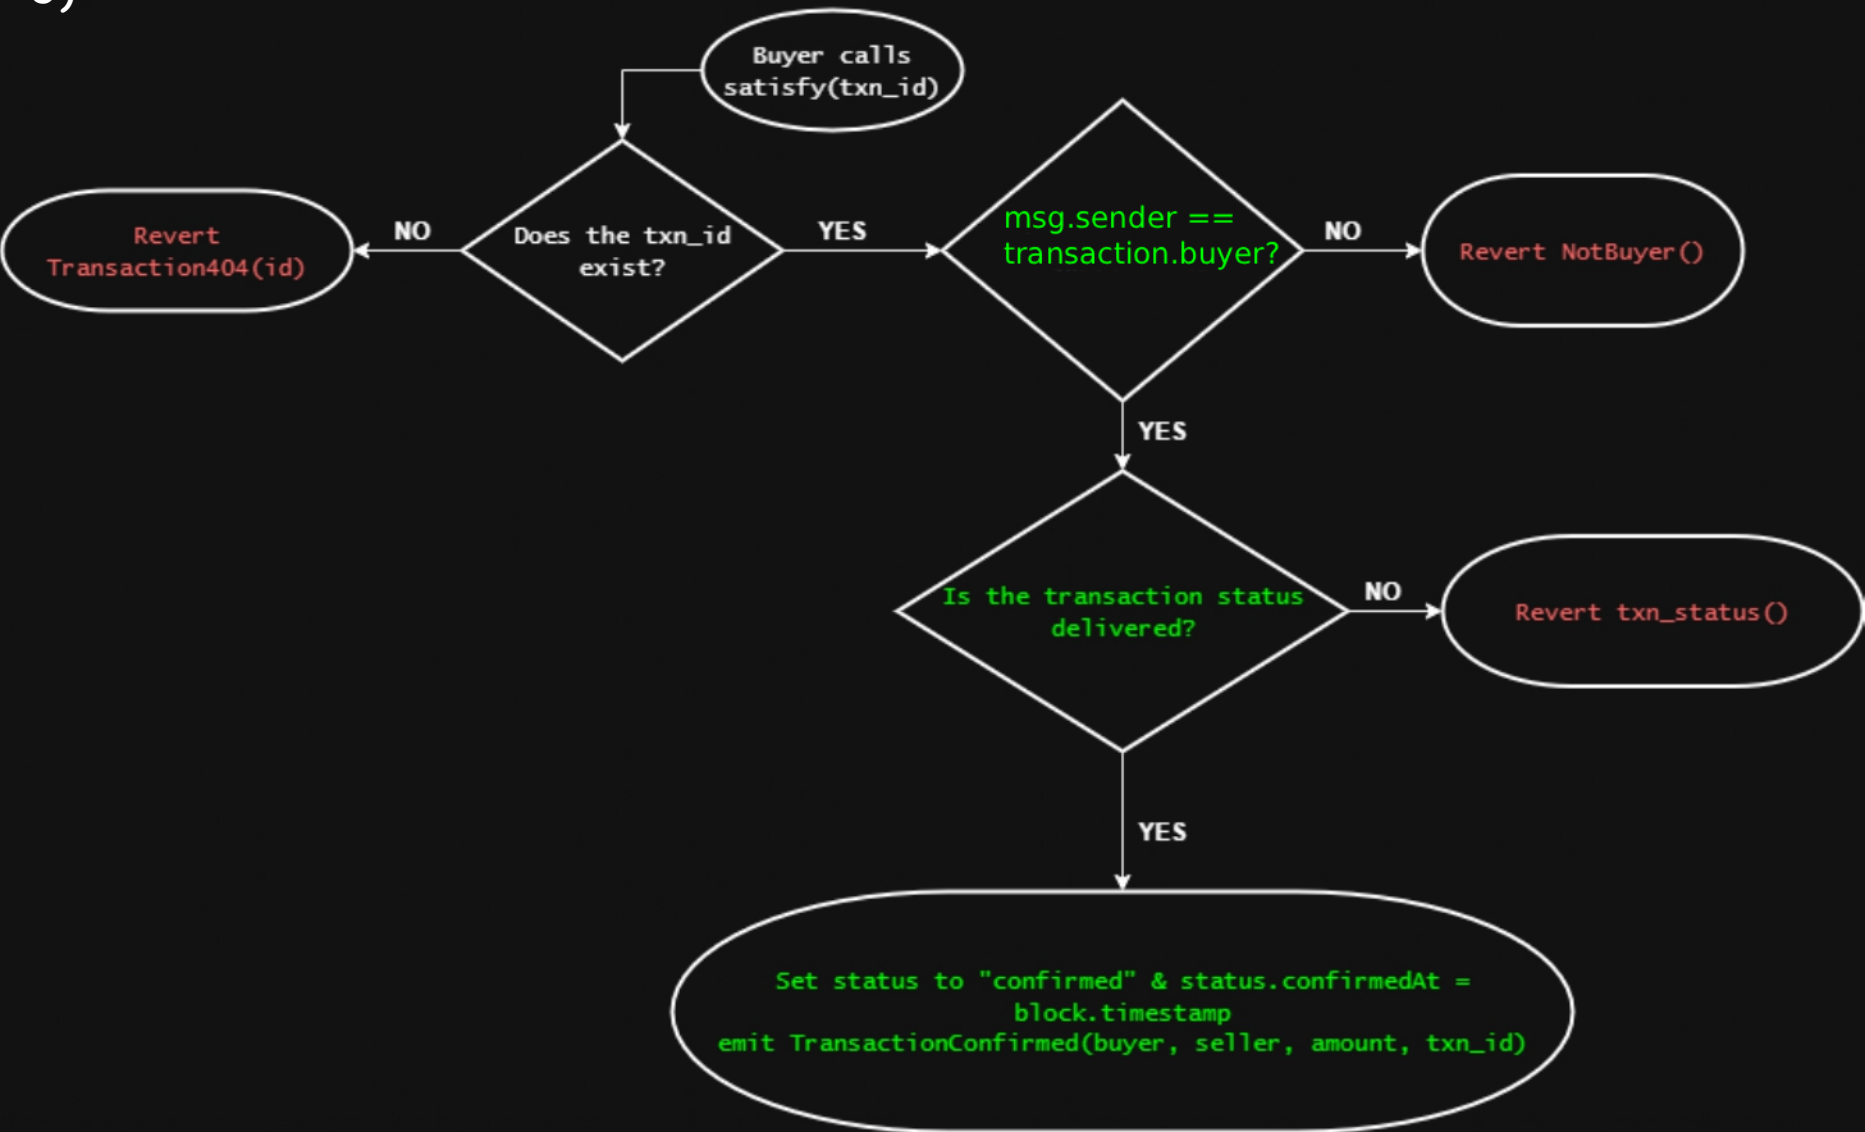 Buyer calls
satisfy(txn_id)
Does the txn_id
exist?
NO
Revert
Transaction404(id)
YES
msg.sender ==
transaction.buyer?
NO
Revert NotBuyer()
YES
Is the transaction status
delivered?
NO
Revert txn_status()
YES
Set status to "confirmed" & status.confirmedAt =
block.timestamp
emit TransactionConfirmed(buyer, seller, amount, txn_id)